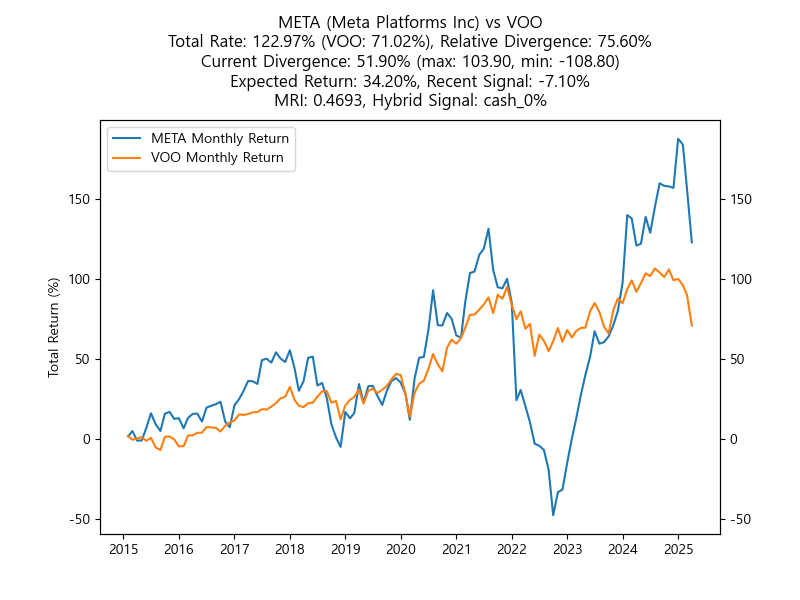 META (Meta Platforms Inc) vs VOO
Total Rate: 122.97% (VOO: 71.02%), Relative Divergence: 75.60%
Current Divergence: 51.90% (max: 103.90, min: -108.80)
Expected Return: 34.20%, Recent Signal: -7.10%
MRI: 0.4693, Hybrid Signal: cash_0%
META Monthly Return
VOO Monthly Return
Total Return (%)
150
100
50
0
-50
150
100
50
0
-50
2015 2016 2017 2018 2019 2020 2021 2022 2023 2024 2025